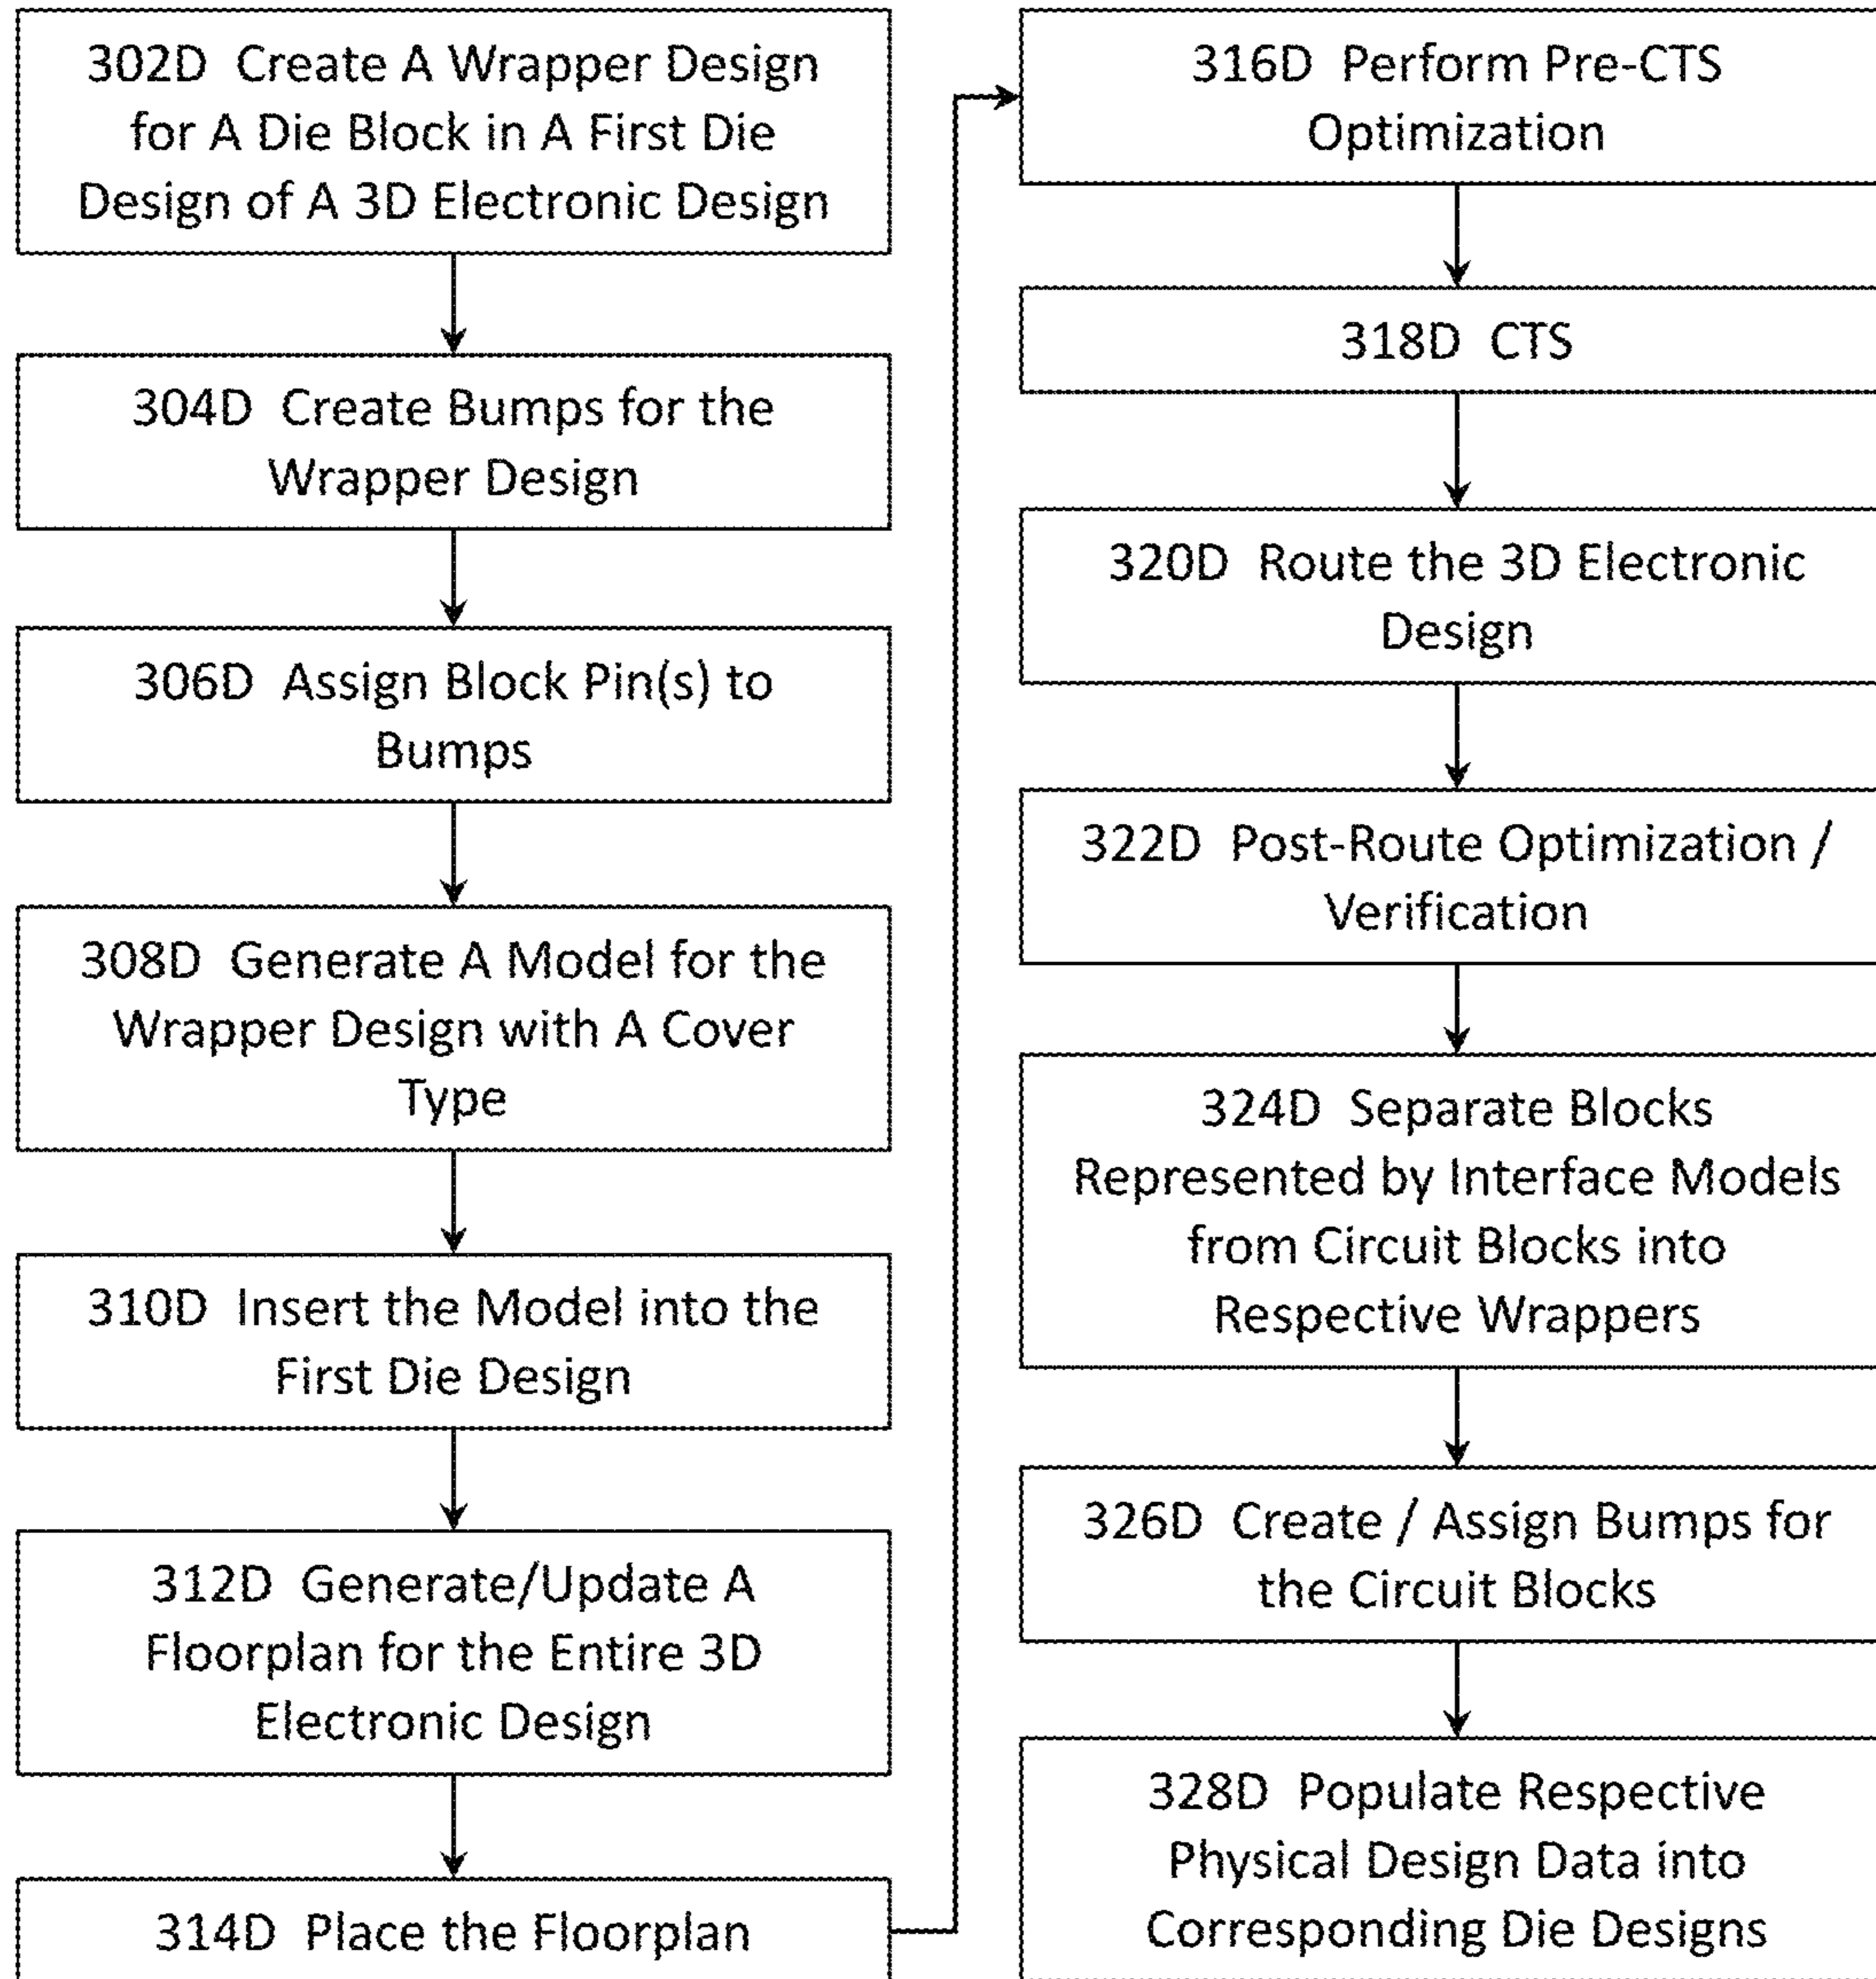 302D Create A Wrapper Design
for A Die Block in A First Die
Design of A 3D Electronic Design
304D Create Bumps for the
Wrapper Design
306D Assign Block Pin(s) to
Bumps
308D Generate A Model for the
Wrapper Design with A Cover
Type
310D Insert the Model into the
First Die Design
312D Generate/Update A
Floorplan for the Entire 3D
Electronic Design
314D Place the Floorplan
316D Perform Pre-CTS
Optimization
318D CTS
320D Route the 3D Electronic
Design
322D Post-Route Optimization /
Verification
324D Separate Blocks
Represented by Interface Models
from Circuit Blocks into
Respective Wrappers
326D Create / Assign Bumps for
the Circuit Blocks
328D Populate Respective
Physical Design Data into
Corresponding Die Designs